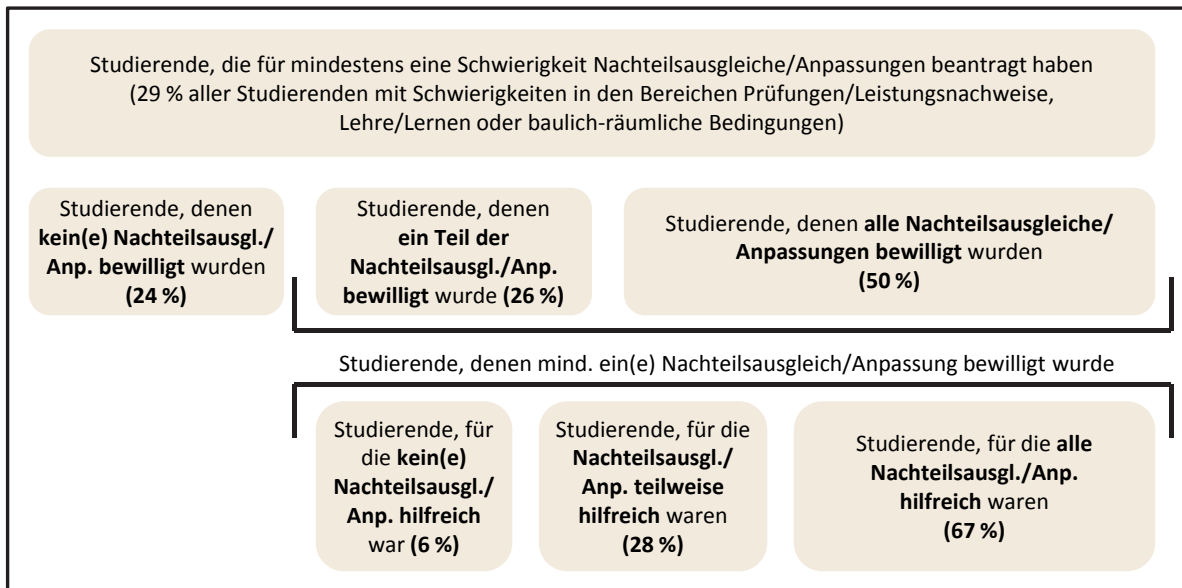 Studierende, die für mindestens eine Schwierigkeit Nachteilsausgleiche/Anpassungen beantragt haben
(29 % aller Studierenden mit Schwierigkeiten in den Bereichen Prüfungen/Leistungsnachweise,
Lehre/Lernen oder baulich-räumliche Bedingungen)
Studierende, denen
kein(e) Nachteilsausgl./
Anp. bewilligt wurden
(24 %)
Studierende, denen
ein Teil der
Nachteilsausgl./Anp.
bewilligt wurde (26 %)
Studierende, denen alle Nachteilsausgleiche/
Anpassungen bewilligt wurden
(50 %)
Studierende, denen mind. ein(e) Nachteilsausgleich/Anpassung bewilligt wurde
Studierende, für
die kein(e)
Nachteilsausgl./
Anp. hilfreich
war (6 %)
Studierende, für die
Nachteilsausgl./
Anp. teilweise
hilfreich waren
(28 %)
Studierende, für die alle
Nachteilsausgl./Anp.
hilfreich waren
(67 %)